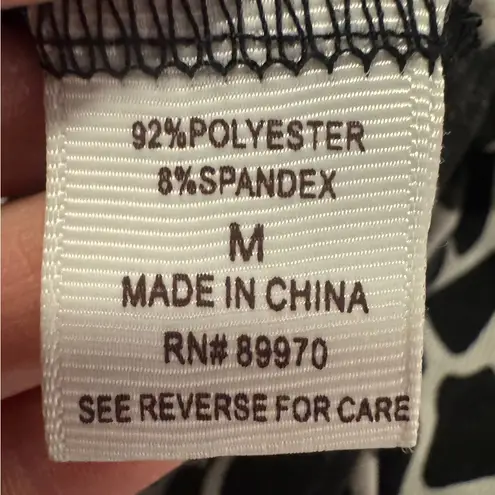 92%POLYESTER
8%SPANDEX
M
MADE IN CHINA
RN# 89970
SEE REVERSE FOR CARE